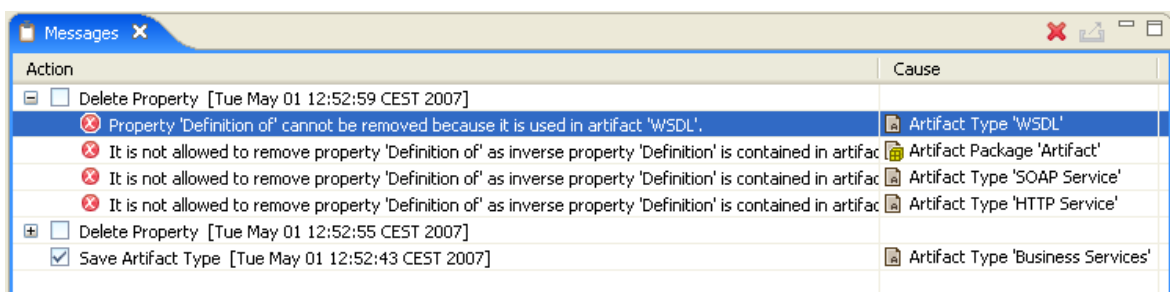 Messages
Action Cause
Delete Property [Tue May 01 12:52:59 CEST 2007]
Property 'Definition of' cannot be removed because it is used in artifact 'WSDL'. Artifact Type 'WSDL'
It is not allowed to remove property 'Definition of' as inverse property 'Definition' is contained in artifac Artifact Package 'Artifact'
It is not allowed to remove property 'Definition of' as inverse property 'Definition' is contained in artifac Artifact Type 'SOAP Service'
It is not allowed to remove property 'Definition of' as inverse property 'Definition' is contained in artifac Artifact Type 'HTTP Service'
Delete Property [Tue May 01 12:52:55 CEST 2007]
Save Artifact Type [Tue May 01 12:52:43 CEST 2007] Artifact Type 'Business Services'